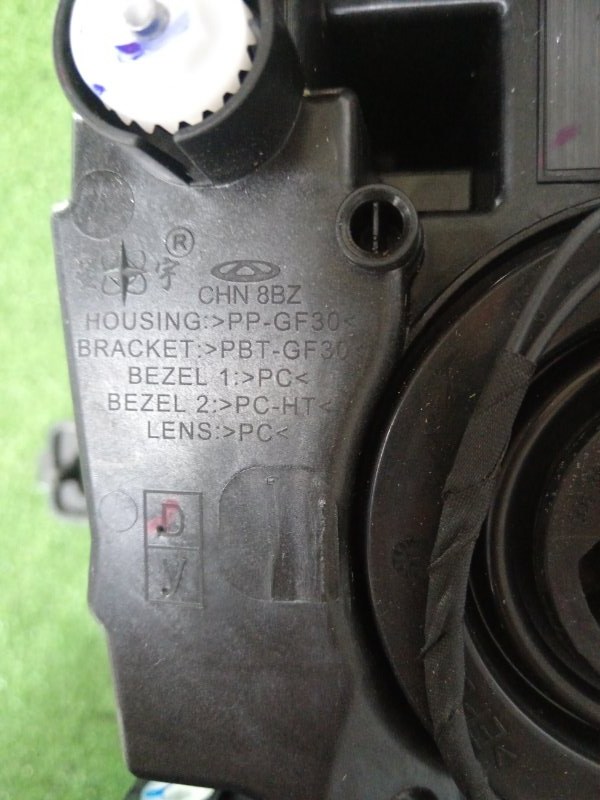 ®
CHN 8BZ
HOUSING:>PP-GF30<
BRACKET:>PBT-GF30
BEZEL 1:>PC<
BEZEL 2:>PC-HT<
LENS:>PC<
D
V